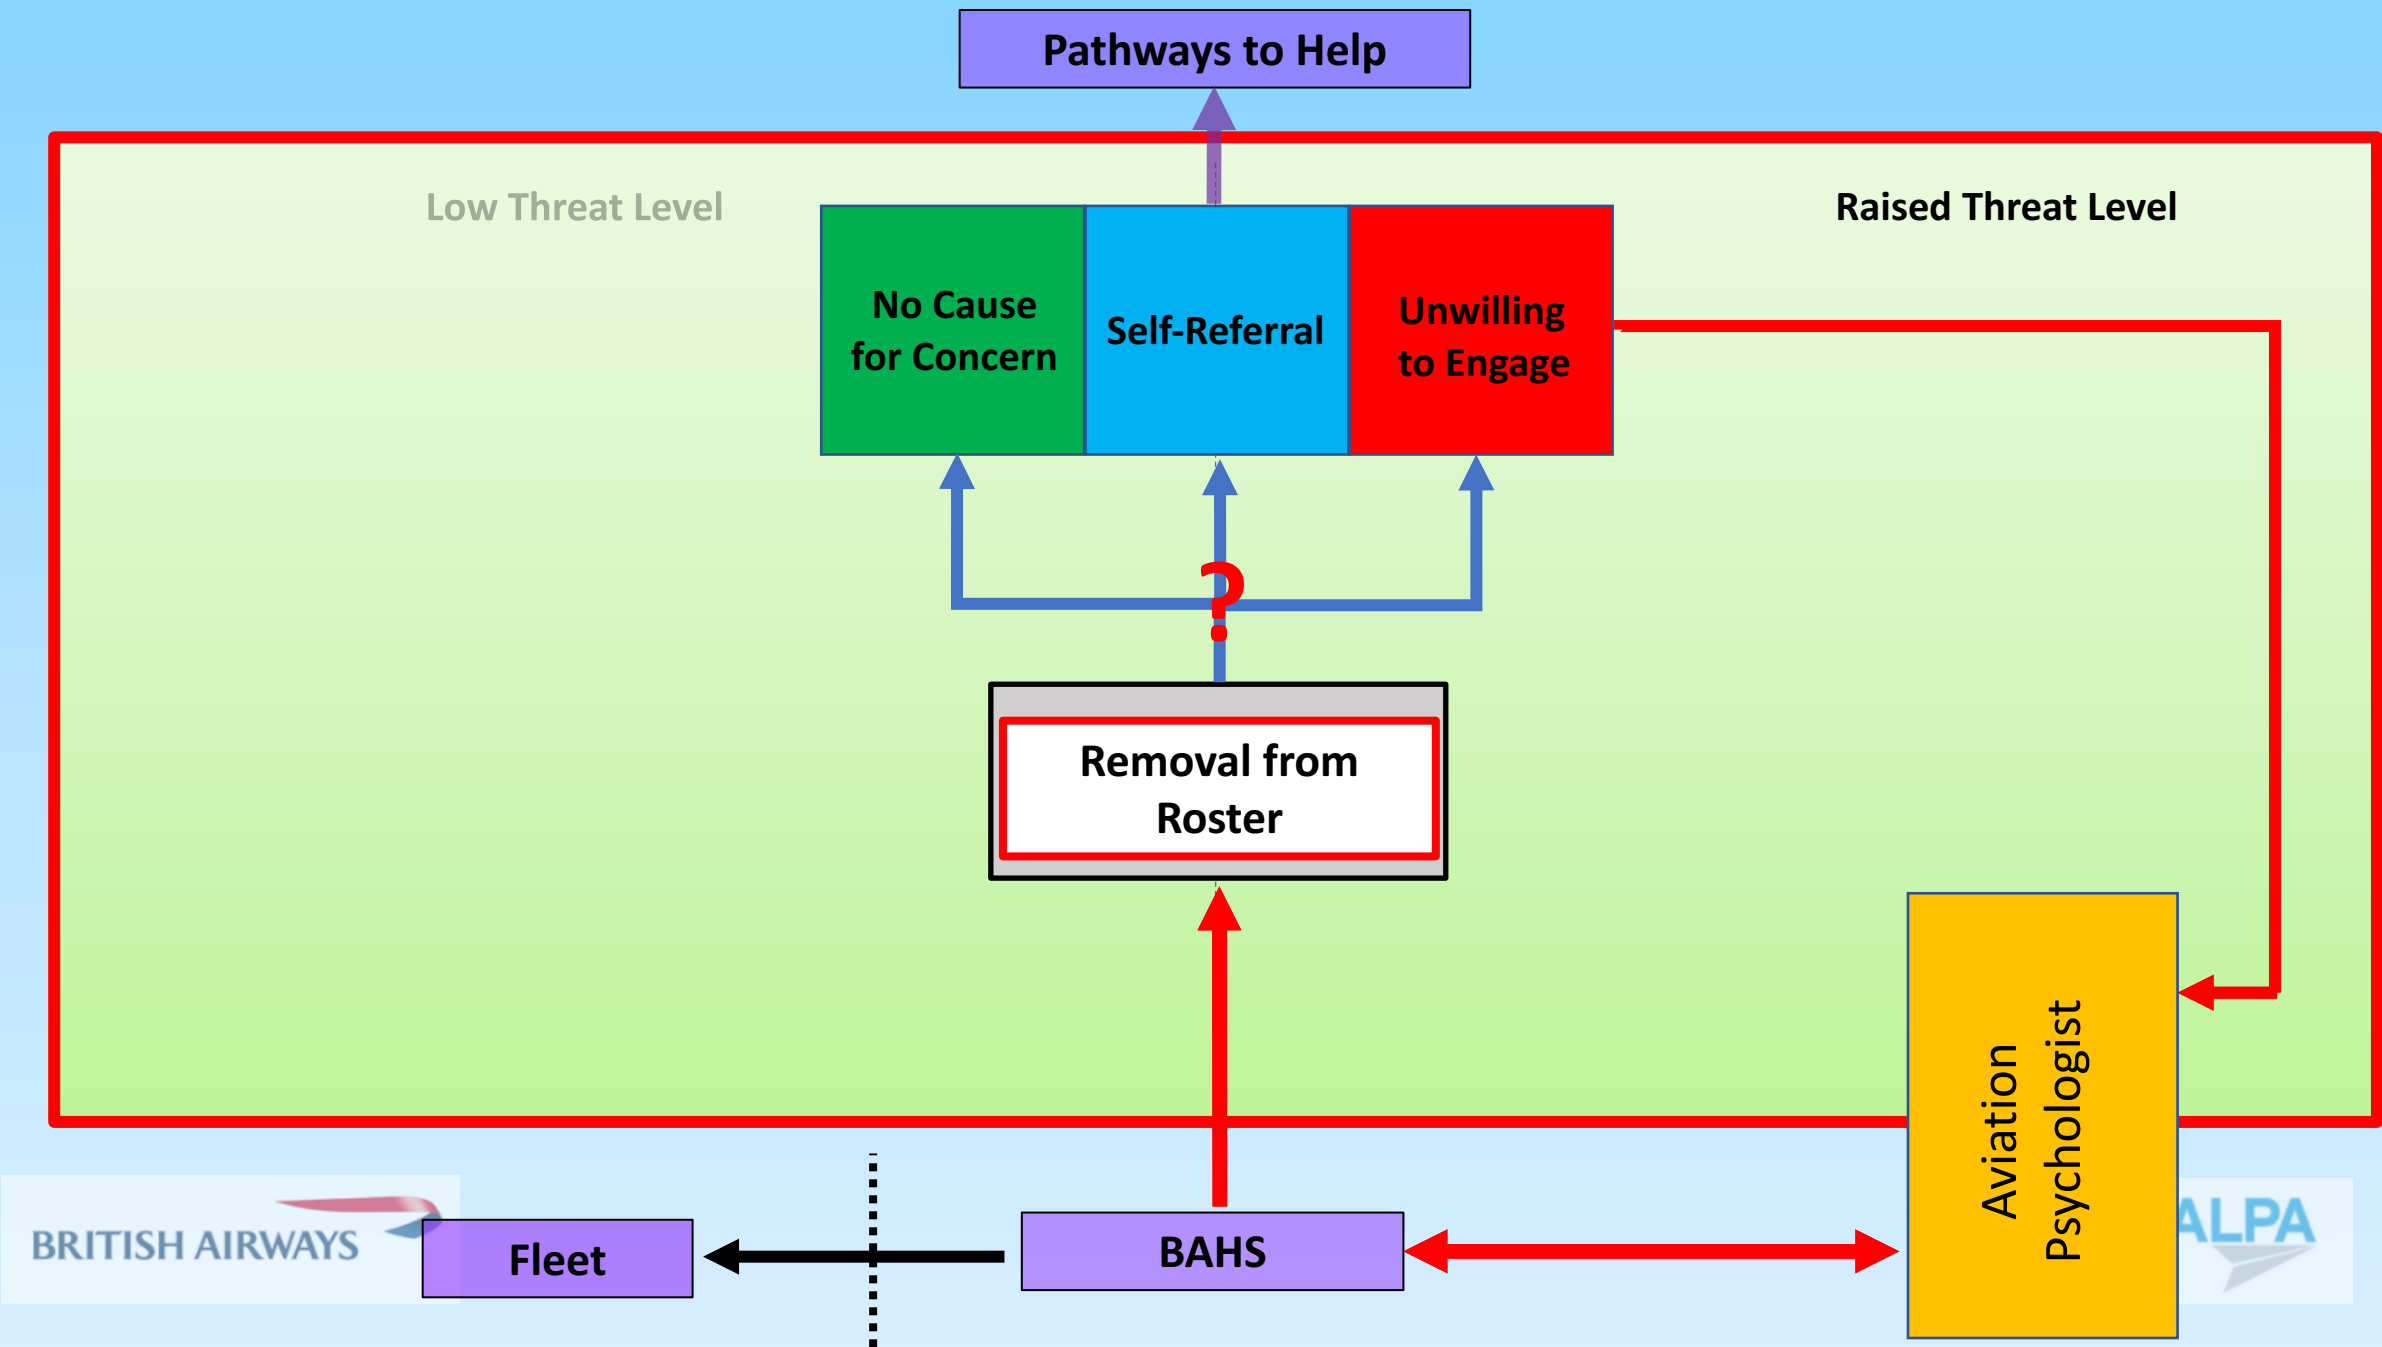 Pathways to Help
Low Threat Level
Raised Threat Level
No Cause
for Concern
Self-Referral
Unwilling
to Engage
?
Removal from
Roster
Aviation
Psychologist
BRITISH AIRWAYS
Fleet
BAHS
ALPA